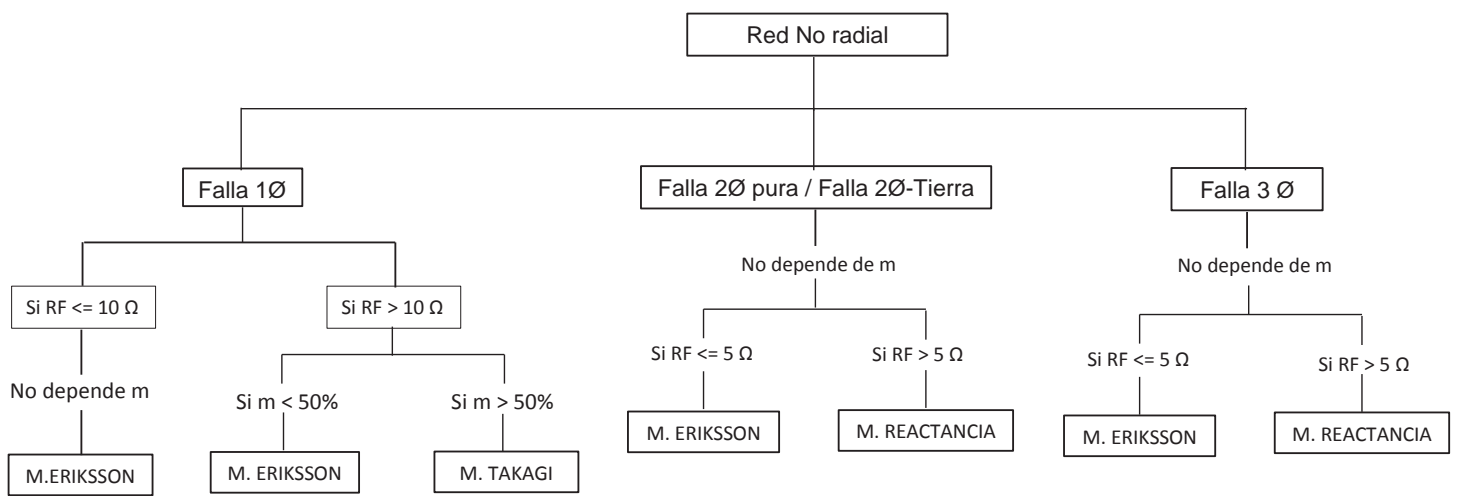 Red No radial
Falla 1Ø
Falla 2Ø pura / Falla 2Ø-Tierra
Falla 3 Ø
No depende de m
No depende de m
Si RF <= 10 Ω
Si RF > 10 Ω
Si RF <= 5 Ω
Si RF > 5 Ω
Si RF <= 5 Ω
Si RF > 5 Ω
No depende m
Si m < 50%
Si m > 50%
M. ERIKSSON
M. REACTANCIA
M. ERIKSSON
M. REACTANCIA
M.ERIKSSON
M. ERIKSSON
M. TAKAGI